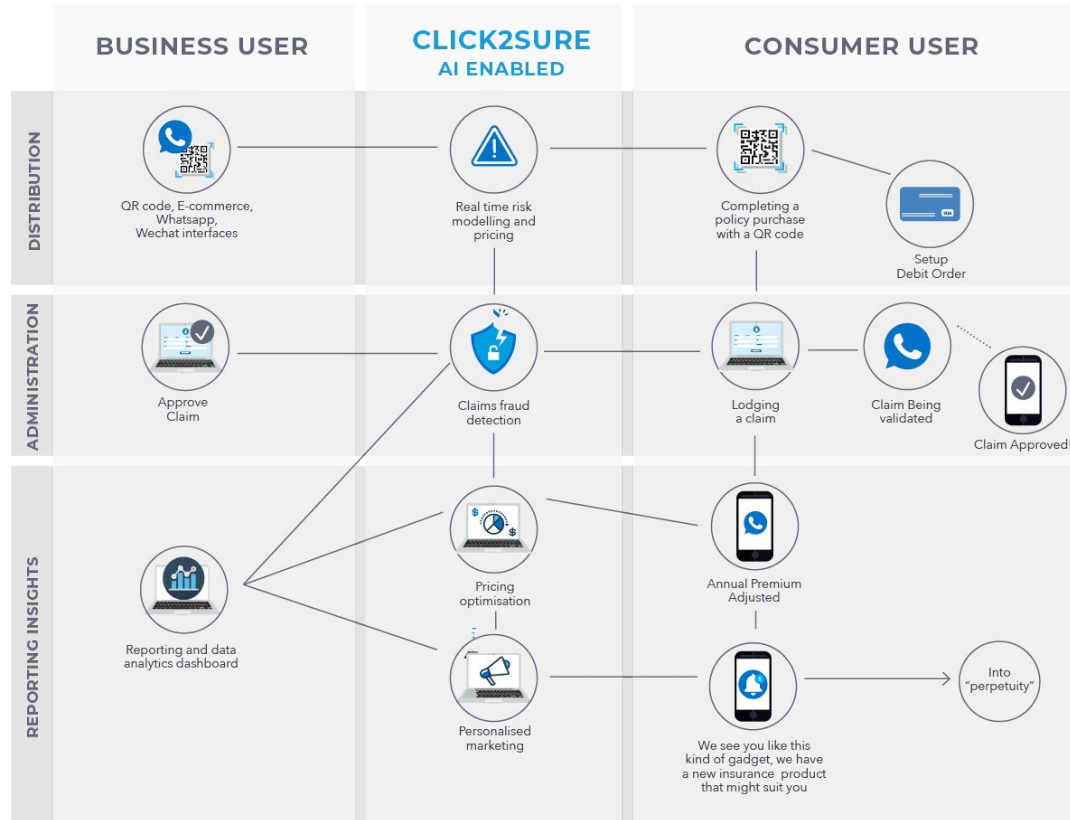 BUSINESS USER
CLICK2SURE
AI ENABLED
CONSUMER USER
DISTRIBUTION
QR code, E-commerce,
Whatsapp,
Wechat interfaces
Real time risk
modelling and
pricing
Completing a
policy purchase
with a QR code
VISA
Setup
Debit Order
ADMINISTRATION
Approve
Claim
Claims fraud
detection
Lodging
a claim
Claim Being
validated
Claim Approved!
REPORTING INSIGHTS
Reporting and data
analytics dashboard
$
$
Pricing
optimisation
Annual Premium
Adjusted
Personalised
marketing
We see you like this
kind of gadget, we have
a new insurance product
that might suit you
Into
“perpetuity”